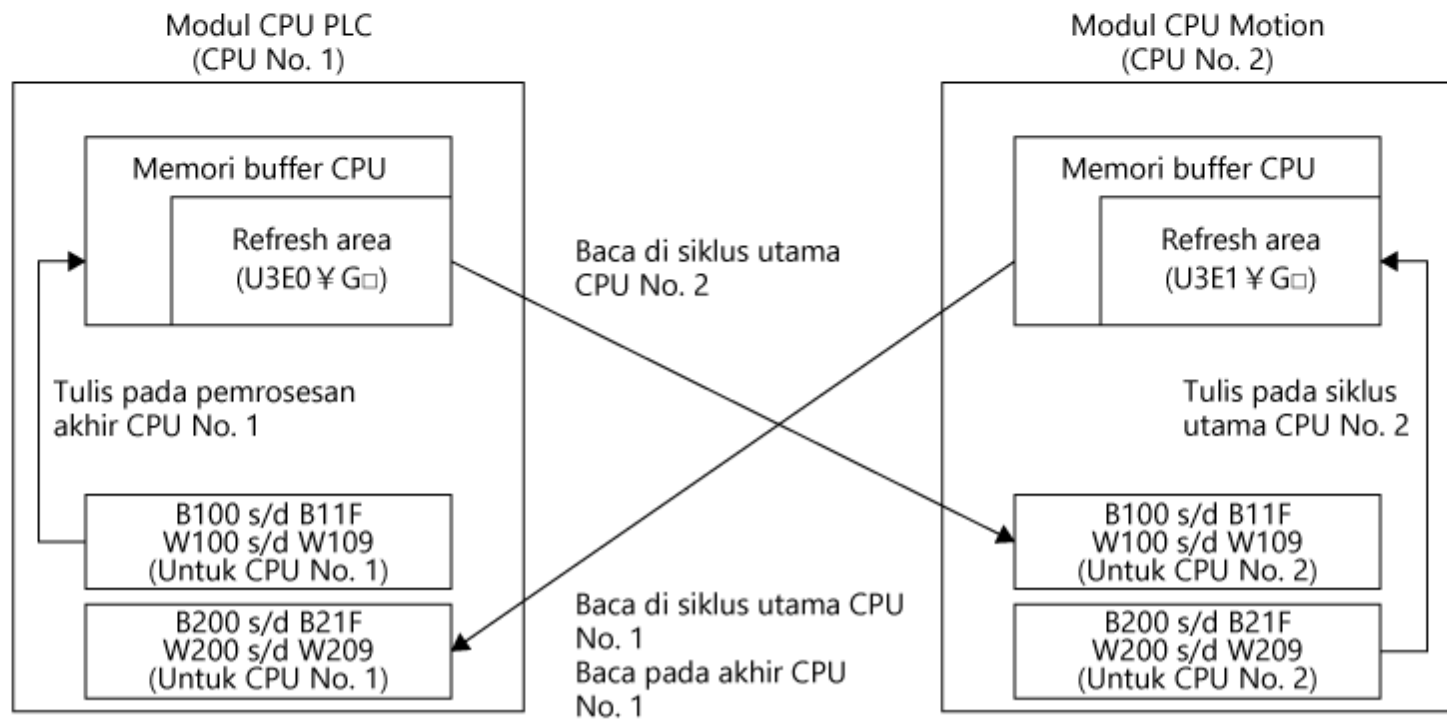 Modul CPU PLC
(CPU No. 1)
Modul CPU Motion
(CPU No. 2)
Memori buffer CPU
Refresh area
(U3E0¥G□)
Memori buffer CPU
Refresh area
(U3E1¥G□)
Baca di siklus utama
CPU No. 2
Tulis pada pemrosesan
akhir CPU No. 1
Tulis pada siklus
utama CPU No. 2
B100 s/d B11F
W100 s/d W109
(Untuk CPU No. 1)
B100 s/d B11F
W100 s/d W109
(Untuk CPU No. 2)
B200 s/d B21F
W200 s/d W209
(Untuk CPU No. 1)
Baca di siklus utama CPU
No. 1
Baca pada akhir CPU
No. 1
B200 s/d B21F
W200 s/d W209
(Untuk CPU No. 2)